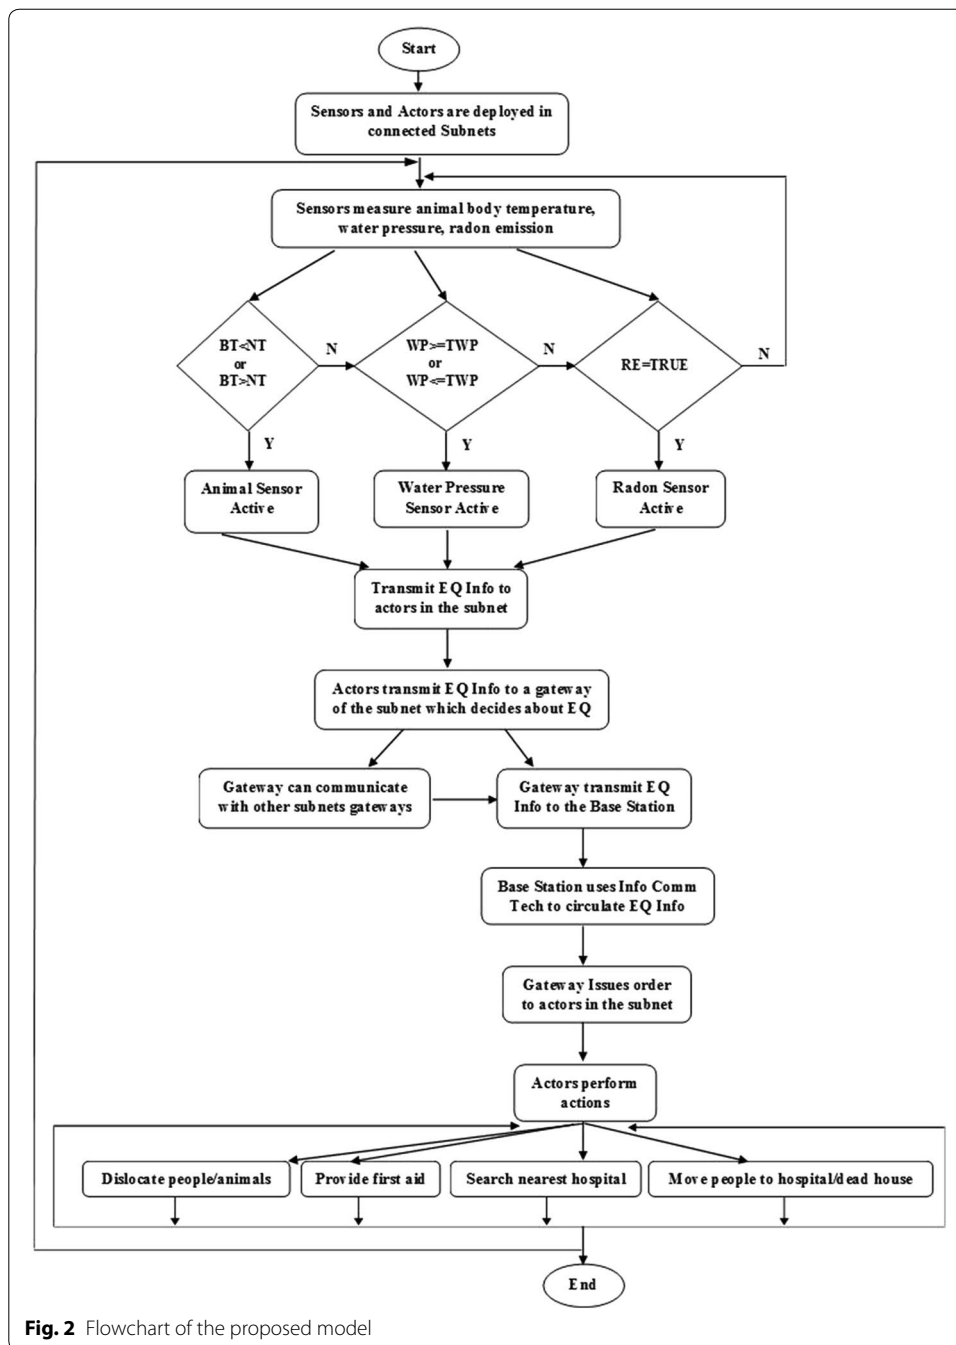 Start
Sensors and Actors are deployed in
connected Subnets
Sensors measure animal body temperature,
water pressure, radon emission
BT<NT
or
BT>NT
N
WP>=TWP
or
WP<=TWP
N
RE=TRUE
N
Y
Y
Y
Animal Sensor
Active
Water Pressure
Sensor Active
Radon Sensor
Active
Transmit EQ Info to
actors in the subnet
Actors transmit EQ Info to a gateway
of the subnet which decides about EQ
Gateway can communicate
with other subnets gateways
Gateway transmit EQ
Info to the Base Station
Base Station uses Info Comm
Tech to circulate EQ Info
Gateway Issues order
to actors in the subnet
Actors perform
actions
Dislocate people/animals
Provide first aid
Search nearest hospital
Move people to hospital/dead house
End
Fig. 2 Flowchart of the proposed model